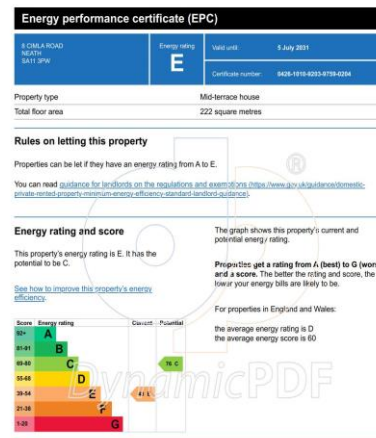 Energy performance certificate (EPC)
8 CIMLA ROAD
NEATH
SA11 3PW
Energy rating
E
Valid until: 5 July 2031
Certificate number:
Property type Mid-terrace house
Total floor area 222 square metres
Rules on letting this property
Properties can be let if they have an energy rating from A to E.
You can read guidance for landlords on the regulations and exemptions (https://www.gov.uk/guidance/domestic-
private-rented-property-minimum-energy-efficiency-standard-landlord-guidance).
Energy rating and score
This property's energy rating is E. It has the
potential to be C.
See how to improve this property's energy
efficiency.
The graph shows this property's current and
potential energy rating.
Properties get a rating from A (best) to G (wor
and a score. The better the rating and score, the
lower your energy bills are likely to be.
For properties in England and Wales:
the average energy rating is D
the average energy score is 60
Score Energy rating Current Potential
92+ A
81-91 B
69-80 C 76 C
55-68 D
39-54 E
21-38 F
1-20 G
DynamicPDF